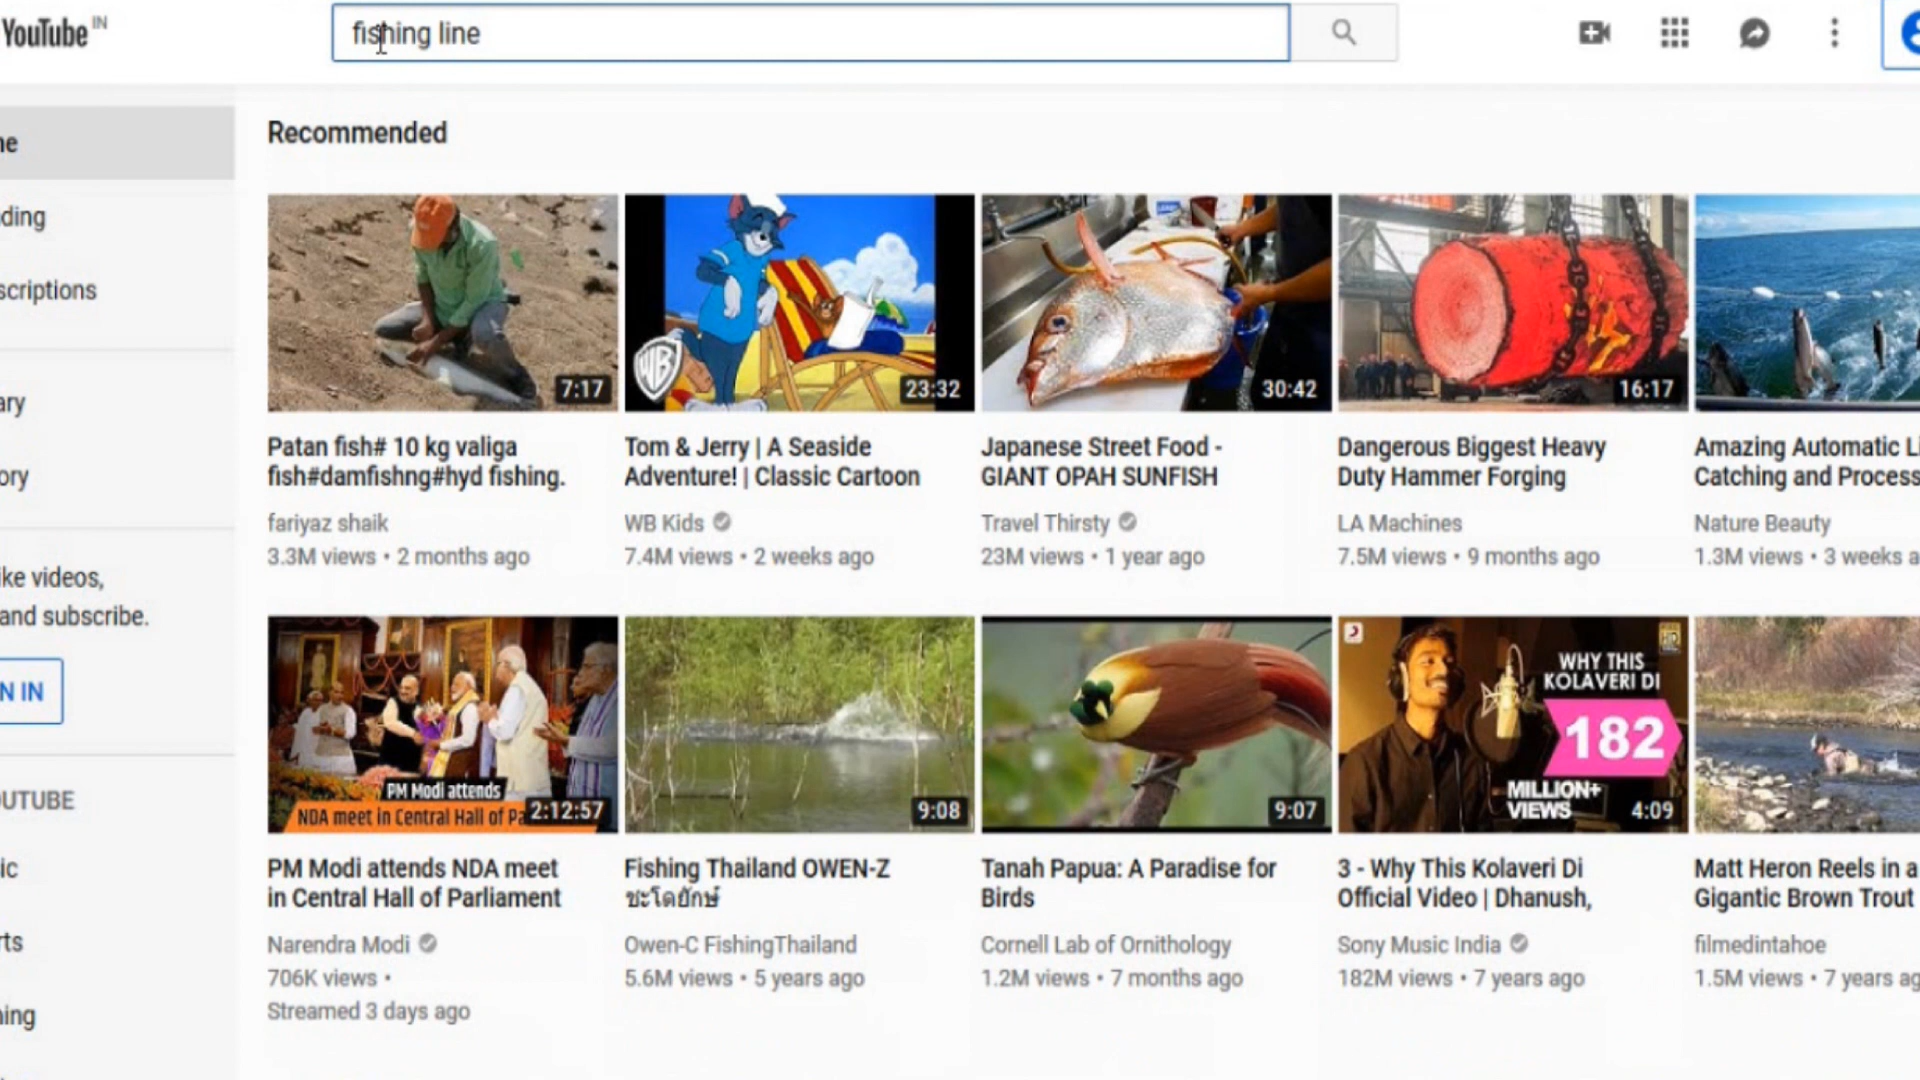 YouTube IN
fishing line
Recommended
ding
scriptions
ary
ory
ke videos,
and subscribe.
N IN
OUTUBE
ic
rts
ning
7:17
WB
23:32
30:42
16:17
Patan fish# 10 kg valiga
fish#damfishng#hyd fishing.
fariyaz shaik
3.3M views • 2 months ago
Tom & Jerry | A Seaside
Adventure! | Classic Cartoon
WB Kids
7.4M views • 2 weeks ago
Japanese Street Food -
GIANT OPAH SUNFISH
Travel Thirsty
23M views • 1 year ago
Dangerous Biggest Heavy
Duty Hammer Forging
LA Machines
7.5M views • 9 months ago
Amazing Automatic Li
Catching and Process
Nature Beauty
1.3M views • 3 weeks a
PM Modi attends
NDA meet in Central Hall of Pa
2:12:57
9:08
9:07
HD
WHY THIS
KOLAVERI DI
182
MILLION+
VIEWS
4:09
PM Modi attends NDA meet
in Central Hall of Parliament
Narendra Modi
706K views •
Streamed 3 days ago
Fishing Thailand OWEN-Z
ชะโดยักษ์
Owen-C FishingThailand
5.6M views • 5 years ago
Tanah Papua: A Paradise for
Birds
Cornell Lab of Ornithology
1.2M views • 7 months ago
3 - Why This Kolaveri Di
Official Video | Dhanush,
Sony Music India
182M views • 7 years ago
Matt Heron Reels in a
Gigantic Brown Trout
filmedintahoe
1.5M views • 7 years ag